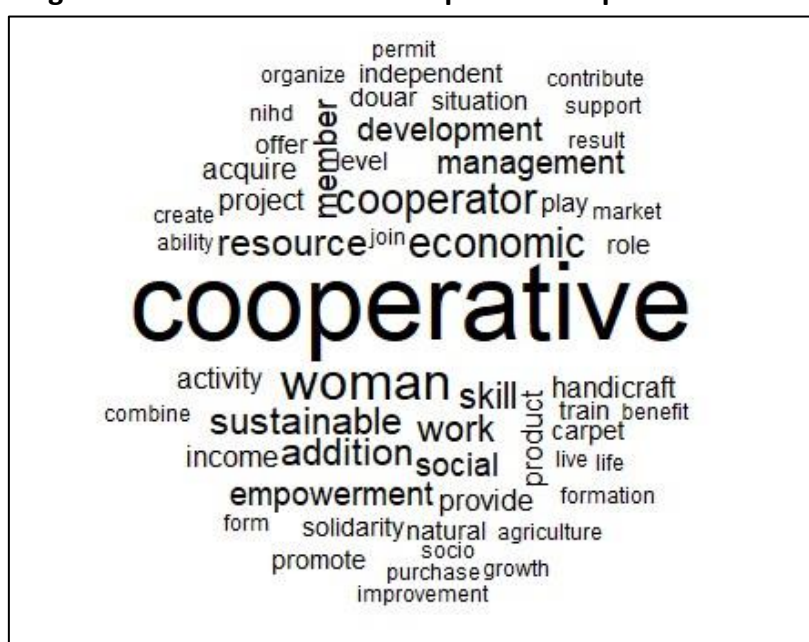 permit
organize independent contribute
nihd douar situation support
offer member development result
acquire level management
create project cooperator play market
ability resource join economic role
cooperative
activity woman skill handicraft
combine sustainable work product train benefit
carpet
income addition social live life
empowerment provide formation
form solidarity natural agriculture
socio
promote purchase growth
improvement